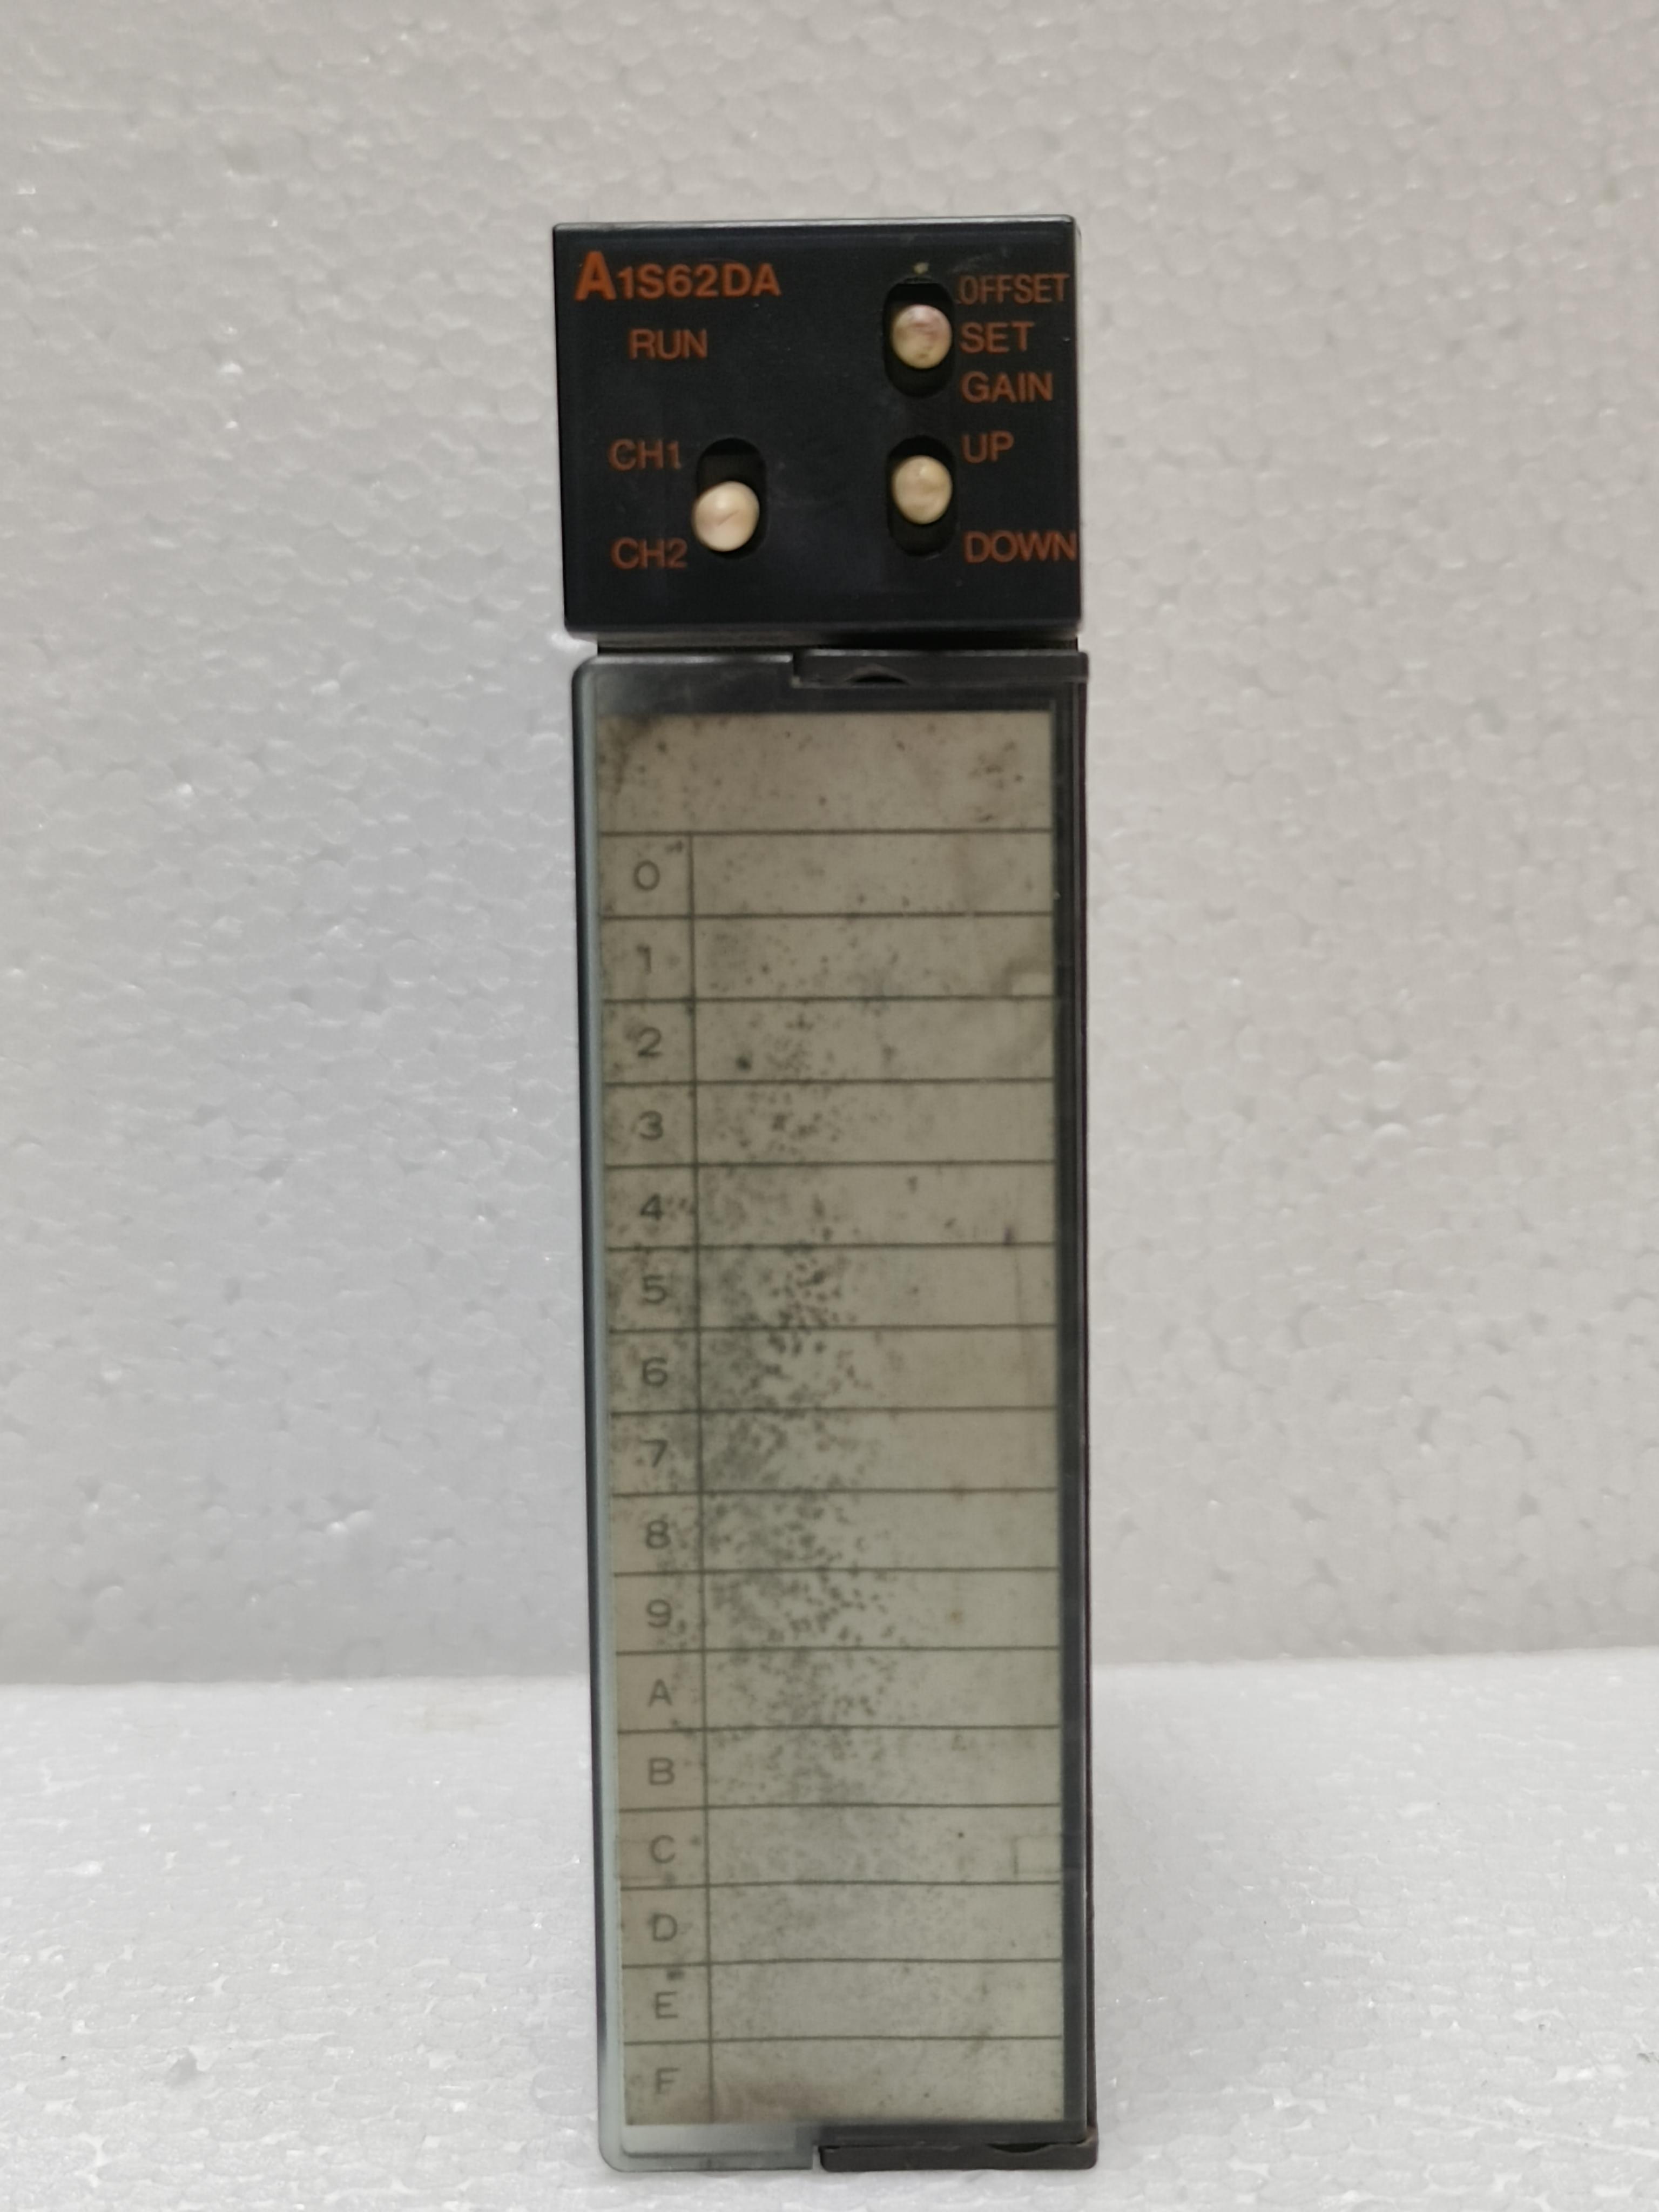 A1S62DA
RUN
OFFSET
SET
GAIN
CH1
CH2
UP
DOWN
0
1
2
3
4
5
6
7
8
9
A
B
C
D
E
F